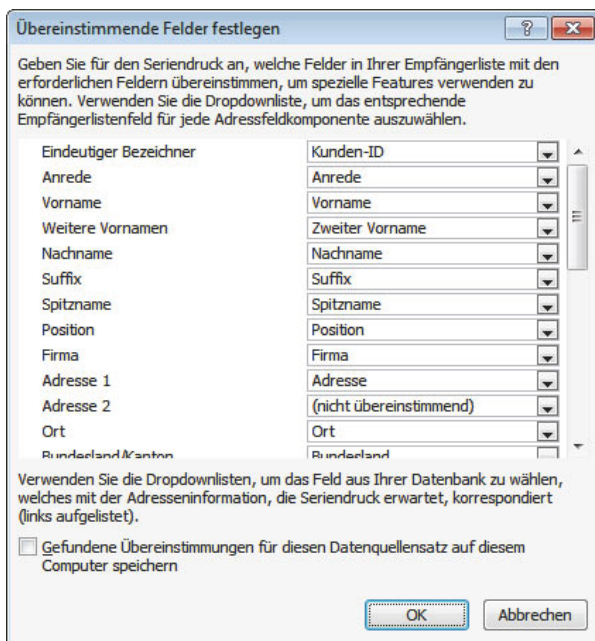 Übereinstimmende Felder festlegen
Geben Sie für den Seriendruck an, welche Felder in Ihrer Empfängerliste mit den
erforderlichen Feldern übereinstimmen, um spezielle Features verwenden zu
können. Verwenden Sie die Dropdownliste, um das entsprechende
Empfängerlistenfeld für jede Adressfeldkomponente auszuwählen.
Eindeutiger Bezeichner Kunden-ID
Anrede Anrede
Vorname Vorname
Weitere Vornamen Zweiter Vorname
Nachname Nachname
Suffix Suffix
Spitzname Spitzname
Position Position
Firma Firma
Adresse 1 Adresse
Adresse 2 (nicht übereinstimmend)
Ort Ort
Bundesland/Kanton Bundesland
Verwenden Sie die Dropdownlisten, um das Feld aus Ihrer Datenbank zu wählen,
welches mit der Adresseninformation, die Seriendruck erwartet, korrespondiert
(links aufgelistet).
Gefundene Übereinstimmungen für diesen Datenquellensatz auf diesem
Computer speichern
OK Abbrechen